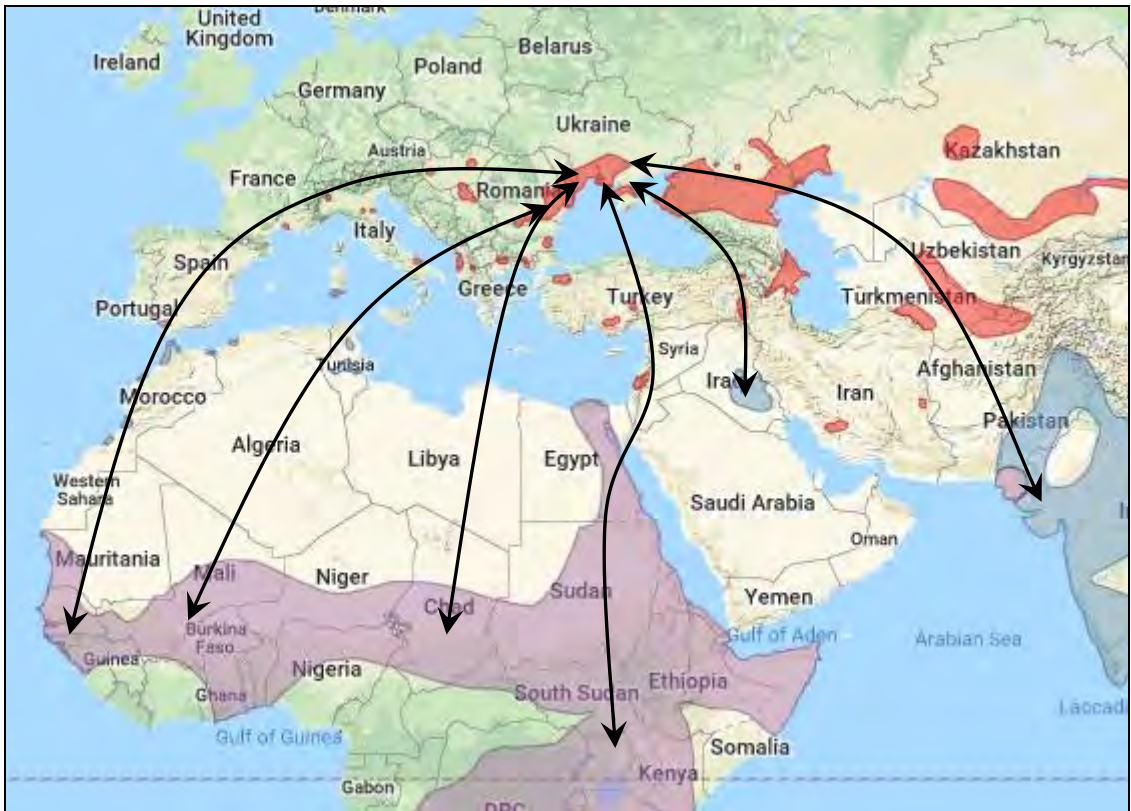 Denmark
United
Kingdom
Ireland
Belarus
Poland
Germany
Ukraine
Austria
Kazakhstan
France
Romania
Italy
Uzbekistan
Kyrgyzstan
Spain
Greece
Turkey
Turkmenistan
Portugal
Syria
Tunisia
Afghanistan
Morocco
Iraq
Iran
Pakistan
Algeria
Libya
Egypt
Western
Sahara
Saudi Arabia
Oman
Mauritania
Mali
Niger
Chad
Sudan
Yemen
Burkina
Faso
Gulf of Aden
Arabian Sea
Guinea
Nigeria
Ethiopia
Ghana
South Sudan
Laccad
Gulf of Guinea
Somalia
Kenya
Gabon
DRC